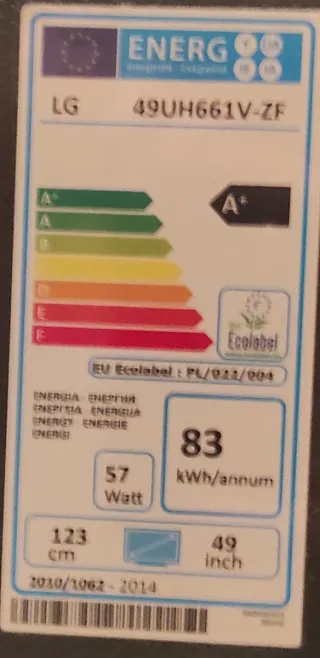 ENERG
LG 49UH661V-ZF
A+
A+
A
B
D
E
F
Ecolabel
EU Ecolabel : PL/022/004
ENERGIA · ЕНЕРГИЯ
ΕΝΕΡΓΕΙΑ · ENERGIJA
ENERGY · ENERGIE
ENERGI
83
kWh/annum
57
Watt
123
cm
49
inch
2010/1062 - 2014